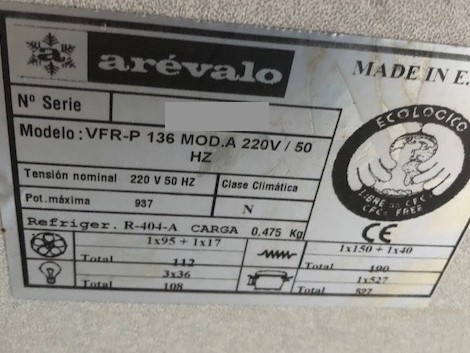 a arévalo
MADE IN E
Nº Serie
Modelo : VFR-P 136 MOD.A 220V / 50
HZ
Tensión nominal 220 V 50 HZ
Clase Climática
Pot. máxima 937
N
Refriger. R-404-A CARGA 0,475 Kg
ECOLOGICO
LIBRE de CFC's
CFC's FREE
CE
1x95 + 1x17
Total 112
1x150 + 1x40
Total 190
3x36
Total 108
1x527
Total 527